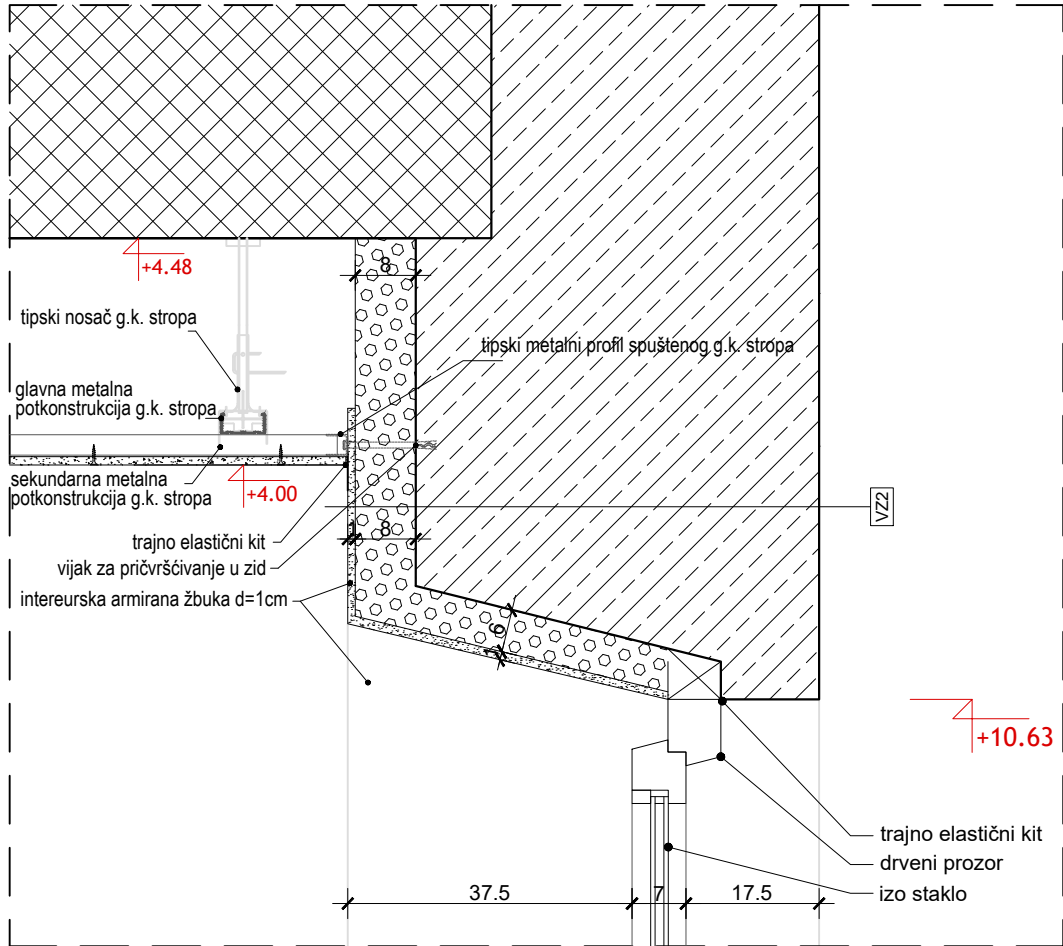 8
+4.48
tipski nosač g.k. stropa
tipski metalni profil spuštenog g.k. stropa
glavna metalna
potkonstrukcija g.k. stropa
sekundarna metalna
potkonstrukcija g.k. stropa
+4.00
VZ2
1
8
trajno elastični kit
vijak za pričvršćivanje u zid
intereurska armirana žbuka d=1cm
6
1
+10.63
trajno elastični kit
drveni prozor
izo staklo
37.5
7
17.5